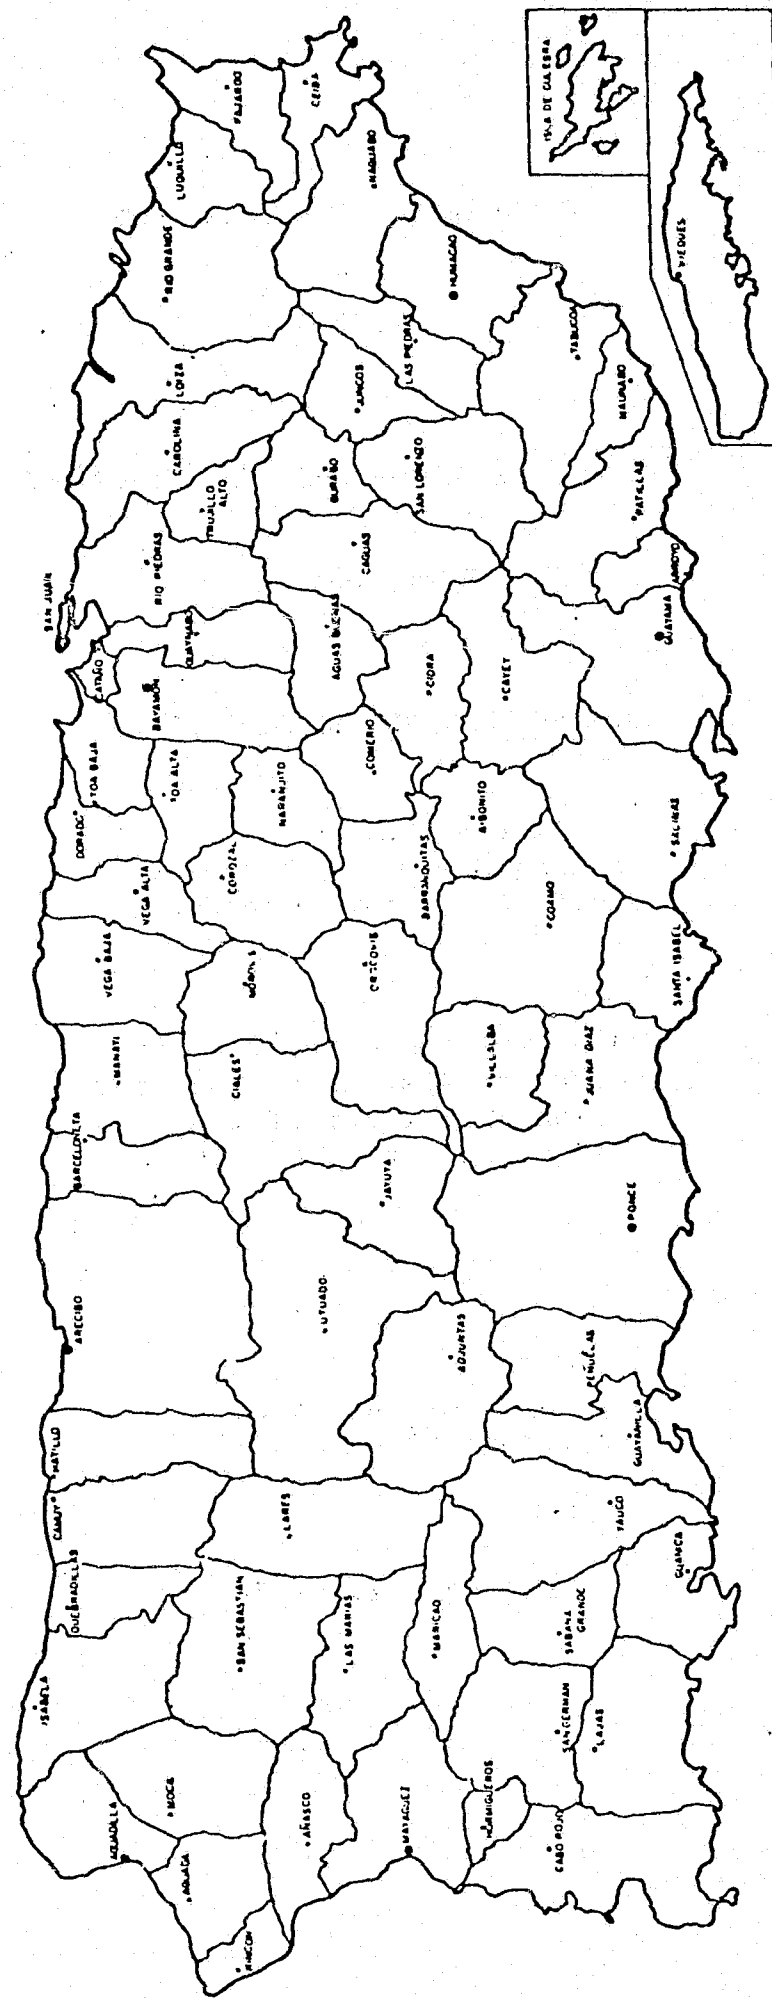 SAN JUAN
ISABELA
QUEBRADILLAS
CAMUY
HATILLO
ARECIBO
BARCELONETA
MANATI
VEGA BAJA
VEGA ALTA
DORADO
TOA BAJA
CATAÑO
AGUADILLA
MOCA
AGUADA
RINCON
SAN SEBASTIAN
LARES
UTUADO
CIALES
MOROVIS
COROZAL
TOA ALTA
NARANJITO
BAYAMON
GUAYNABO
RIO PIEDRAS
TRUJILLO
ALTO
CAROLINA
LOIZA
RIO GRANDE
LUQUILLO
FAJARDO
CEIBA
AÑASCO
LAS MARIAS
MAYAGUEZ
MARICAO
ADJUNTAS
JAYUYA
OROCOVIS
BARRANQUITAS
COMERIO
AGUAS BUENAS
CIDRA
CAGUAS
GURABO
SAN LORENZO
JUNCOS
LAS PIEDRAS
HUMACAO
NAGUABO
HORMIGUEROS
CABO ROJO
SAN GERMAN
LAJAS
SABANA
GRANDE
YAUCO
GUANICA
GUAYANILLA
PEÑUELAS
PONCE
VILLALBA
JUANA DIAZ
COAMO
SANTA ISABEL
AIBONITO
SALINAS
CAYEY
GUAYAMA
ARROYO
PATILLAS
MAUNABO
YABUCOA
ISLA DE CULEBRA
VIEQUES